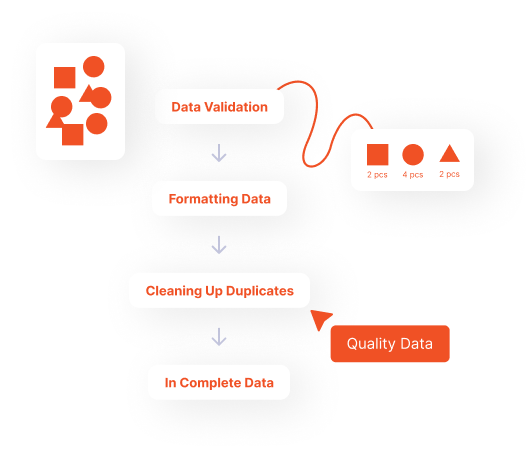 Data Validation
2 pcs 4 pcs 2 pcs
Formatting Data
Cleaning Up Duplicates
Quality Data
In Complete Data